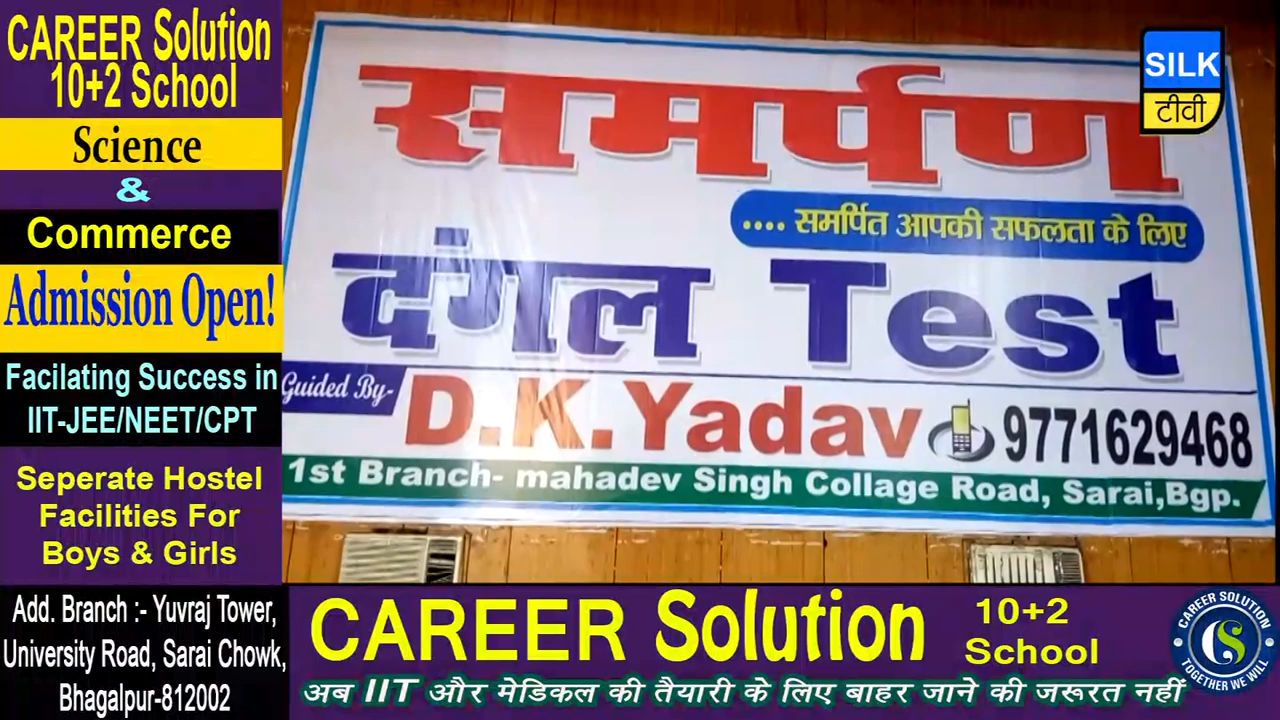 CAREER Solution
10+2 School
Science
&
Commerce
Admission Open!
Facilating Success in
IIT-JEE/NEET/CPT
Seperate Hostel
Facilities For
Boys & Girls
Add. Branch :- Yuvraj Tower,
University Road, Sarai Chowk,
Bhagalpur-812002
SILK
टीवी
समर्पण
.... समर्पित आपकी सफलता के लिए
दंगल Test
Guided By-
D.K.Yadav 9771629468
1st Branch- mahadev Singh Collage Road, Sarai,Bgp.
CAREER Solution
10+2
School
अब IIT और मेडिकल की तैयारी के लिए बाहर जाने की जरूरत नहीं
CAREER SOLUTION
CS
TOGETHER WE WILL